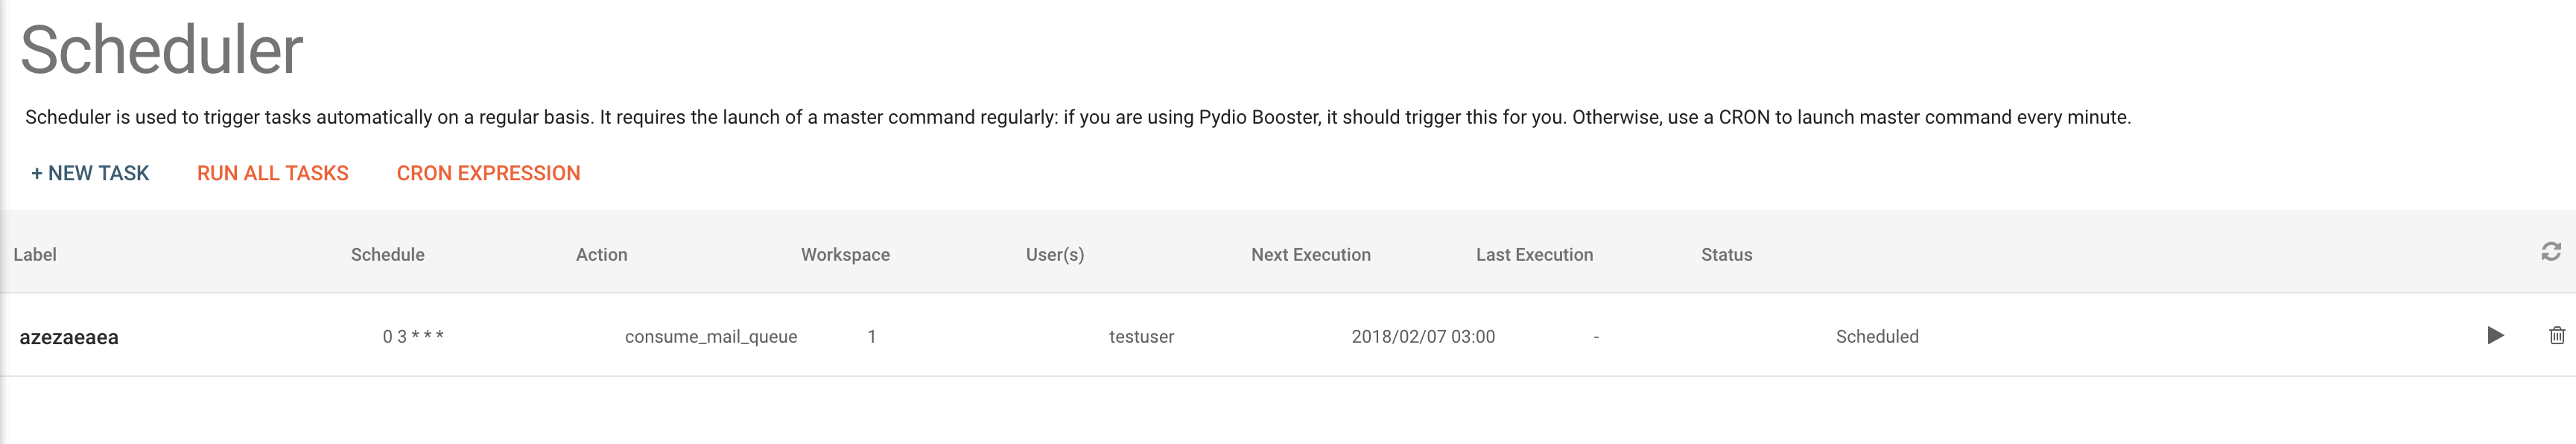 Scheduler
Scheduler is used to trigger tasks automatically on a regular basis. It requires the launch of a master command regularly: if you are using Pydio Booster, it should trigger this for you. Otherwise, use a CRON to launch master command every minute.
+ NEW TASK RUN ALL TASKS CRON EXPRESSION
Label Schedule Action Workspace User(s) Next Execution Last Execution Status
azezaeaea 0 3 * * * consume_mail_queue 1 testuser 2018/02/07 03:00 - Scheduled